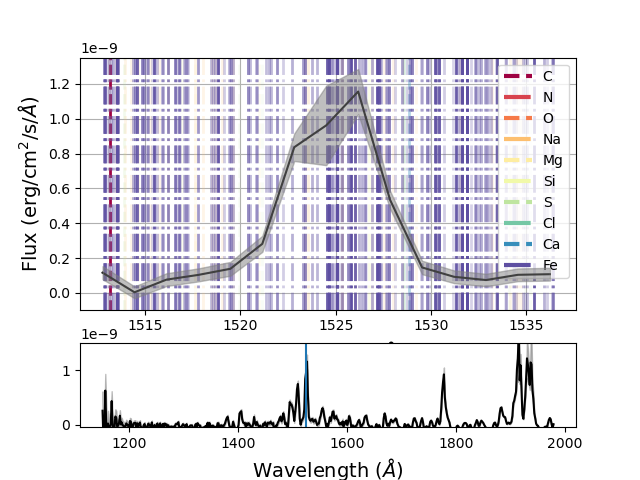 1e−9
1.2
1.0
0.8
0.6
0.4
0.2
0.0
Flux (erg/cm²/s/Å)
C
N
O
Na
Mg
Si
S
Cl
Ca
Fe
1515 1520 1525 1530 1535
1e−9
1
0
1200 1400 1600 1800 2000
Wavelength (Å)